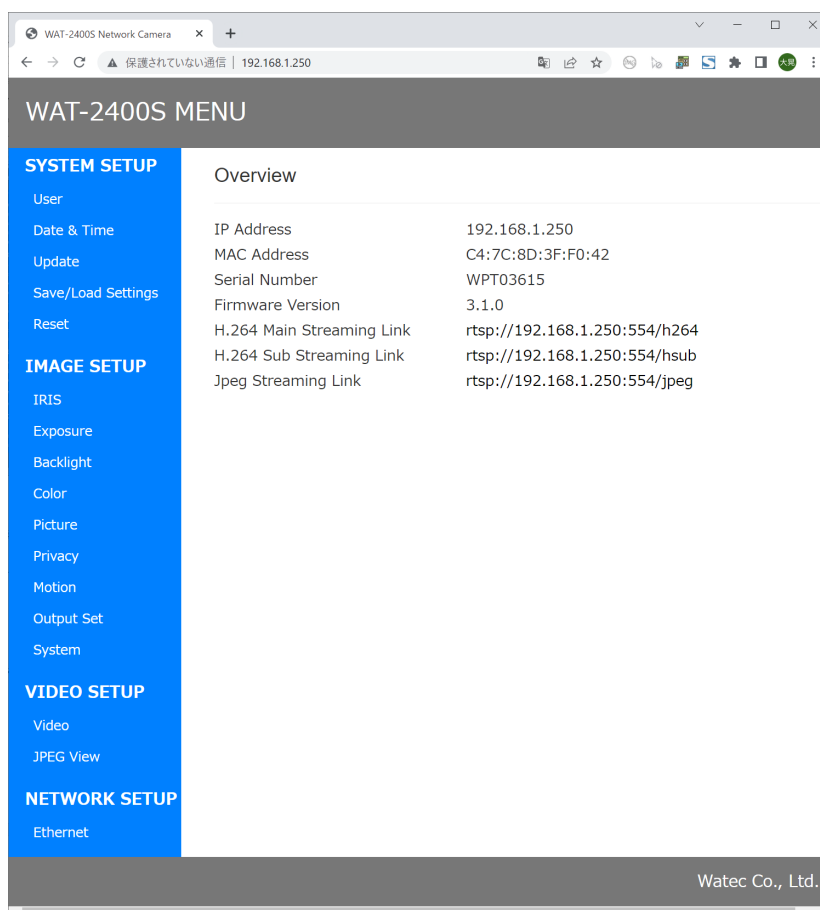 WAT-2400S Network Camera
保護されていない通信 | 192.168.1.250
大晃
WAT-2400S MENU
SYSTEM SETUP
User
Date & Time
Update
Save/Load Settings
Reset
IMAGE SETUP
IRIS
Exposure
Backlight
Color
Picture
Privacy
Motion
Output Set
System
VIDEO SETUP
Video
JPEG View
NETWORK SETUP
Ethernet
Overview
IP Address 192.168.1.250
MAC Address C4:7C:8D:3F:F0:42
Serial Number WPT03615
Firmware Version 3.1.0
H.264 Main Streaming Link rtsp://192.168.1.250:554/h264
H.264 Sub Streaming Link rtsp://192.168.1.250:554/hsub
Jpeg Streaming Link rtsp://192.168.1.250:554/jpeg
Watec Co., Ltd.